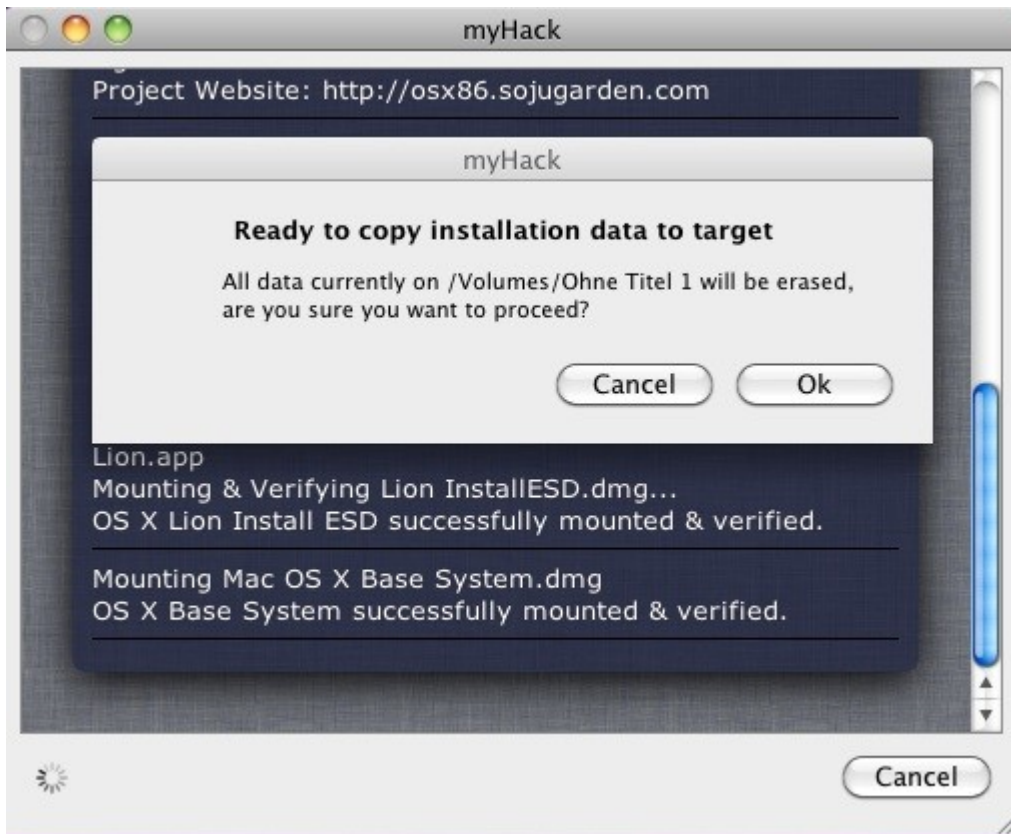 myHack
Project Website: http://osx86.sojugarden.com
myHack
Ready to copy installation data to target
All data currently on /Volumes/Ohne Titel 1 will be erased,
are you sure you want to proceed?
Cancel
Ok
Lion.app
Mounting & Verifying Lion InstallESD.dmg...
OS X Lion Install ESD successfully mounted & verified.
Mounting Mac OS X Base System.dmg
OS X Base System successfully mounted & verified.
Cancel